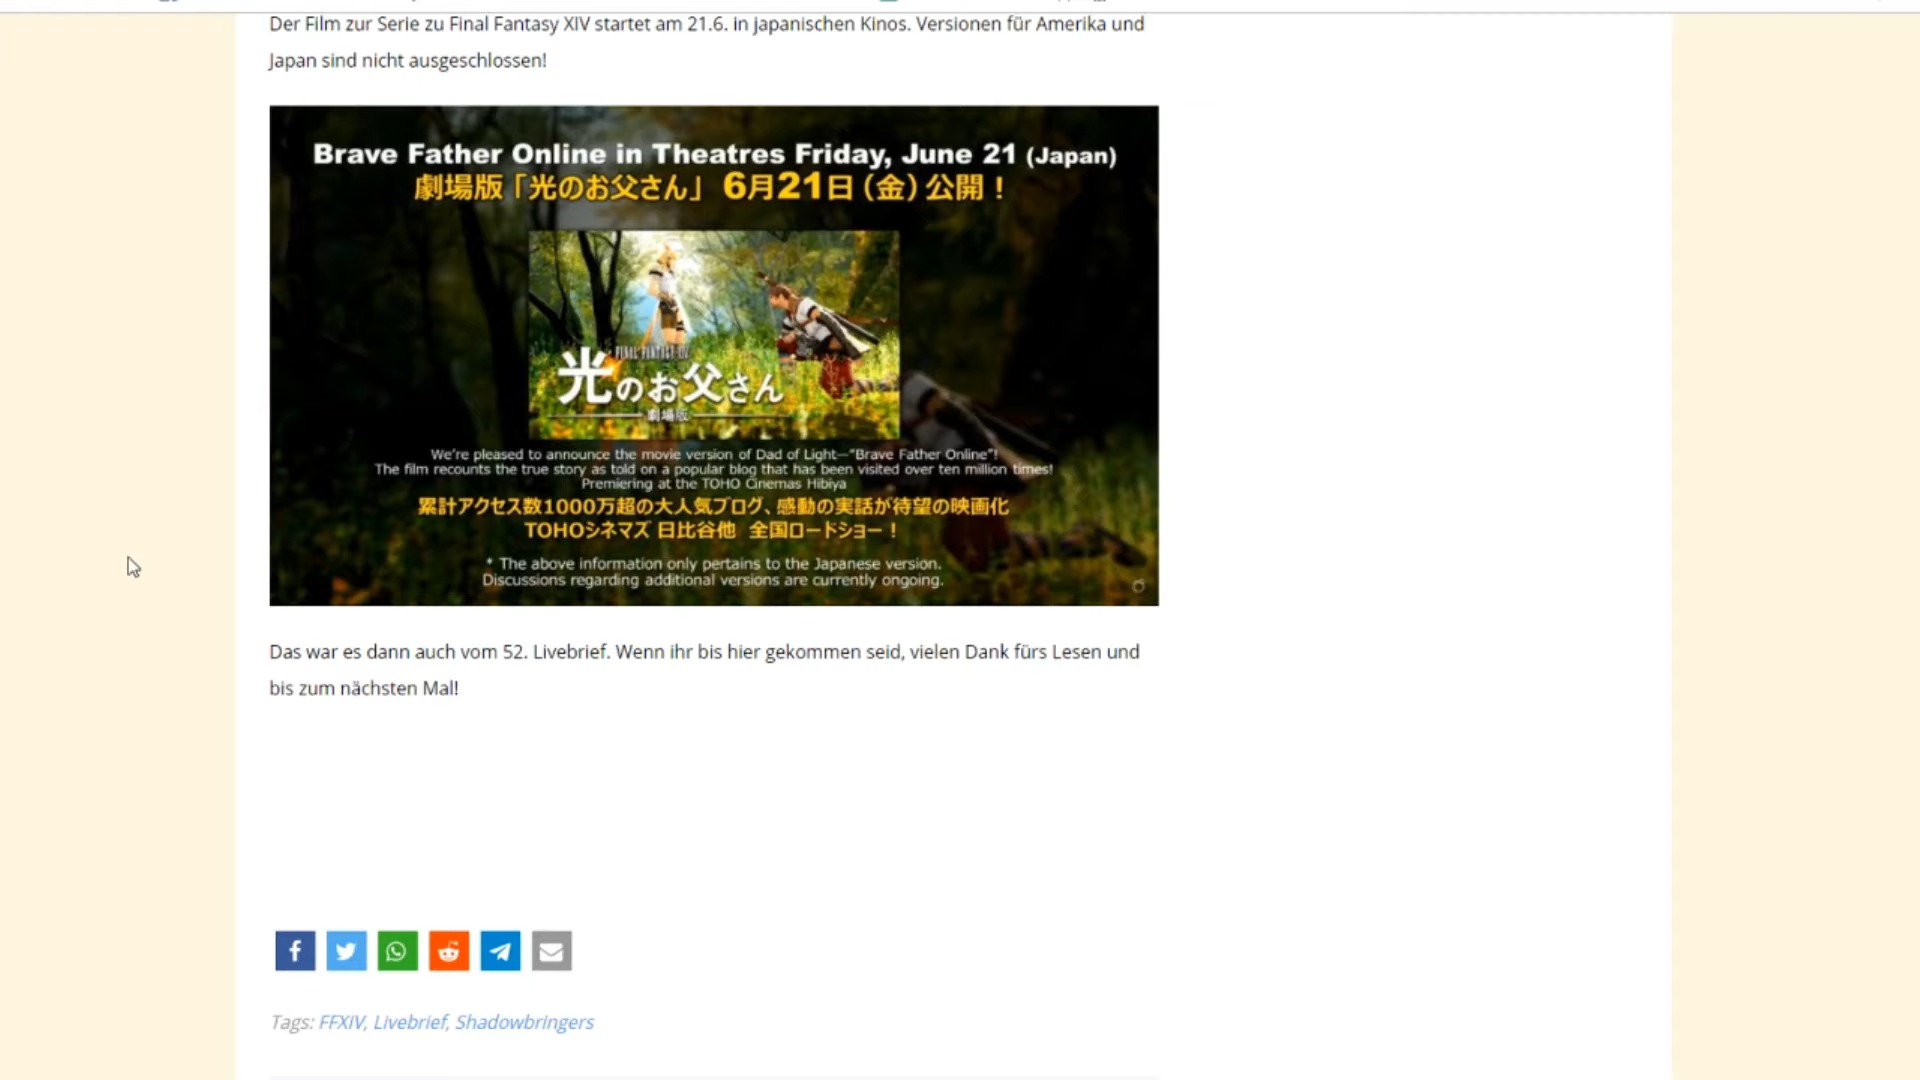 Der Film zur Serie zu Final Fantasy XIV startet am 21.6. in japanischen Kinos. Versionen für Amerika und
Japan sind nicht ausgeschlossen!
Brave Father Online in Theatres Friday, June 21 (Japan)
劇場版「光のお父さん」 6月21日(金)公開!
FINAL FANTASY XIV
光のお父さん
劇場版
We're pleased to announce the movie version of Dad of Light—"Brave Father Online"!
The film recounts the true story as told on a popular blog that has been visited over ten million times!
Premiering at the TOHO Cinemas Hibiya
累計アクセス数1000万超の大人気ブログ、感動の実話が待望の映画化
TOHOシネマズ 日比谷他 全国ロードショー!
* The above information only pertains to the Japanese version.
Discussions regarding additional versions are currently ongoing.
Das war es dann auch vom 52. Livebrief. Wenn ihr bis hier gekommen seid, vielen Dank fürs Lesen und
bis zum nächsten Mal!
Tags: FFXIV, Livebrief, Shadowbringers